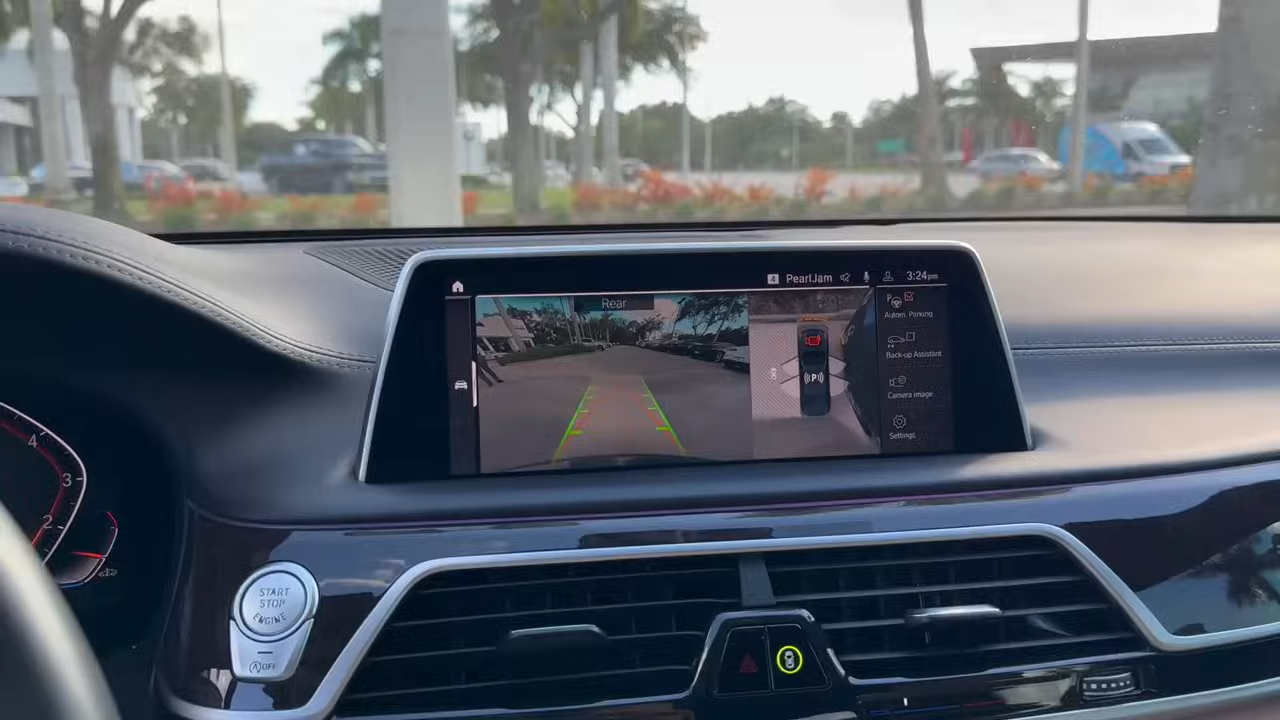 4 PearlJam 3:24pm
Rear
P
Autom. Parking
Back-up Assistant
Camera image
Settings
P
4
3
2
START
STOP
ENGINE
A OFF